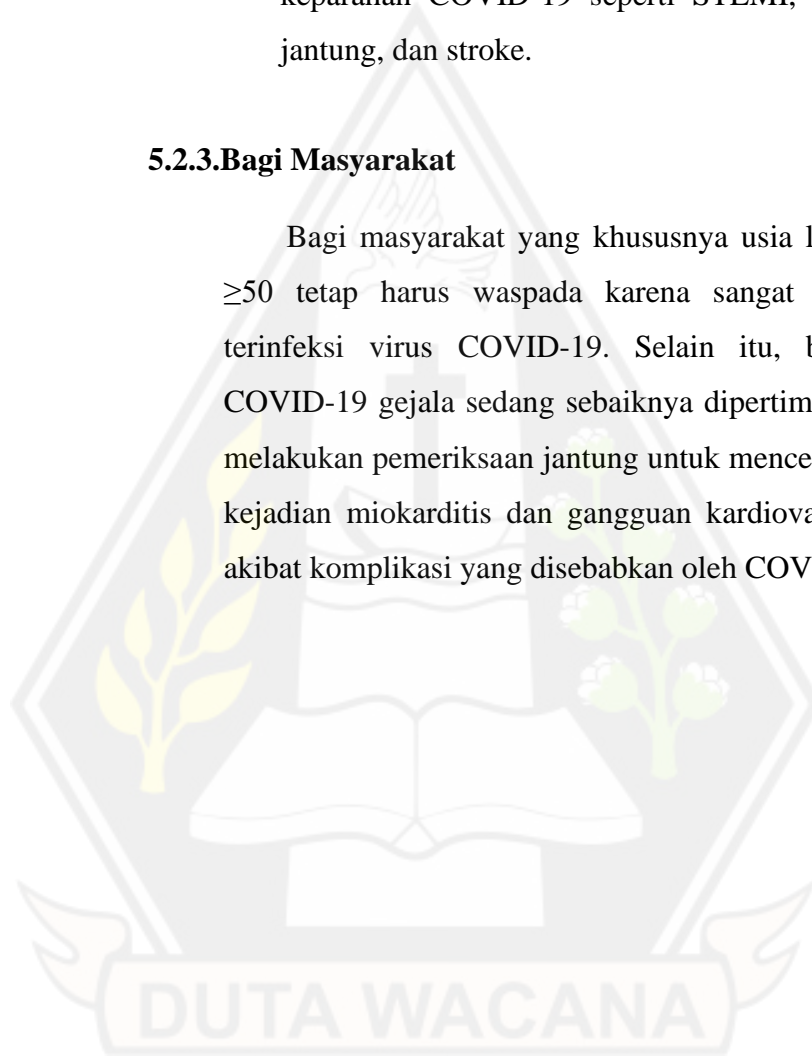 COVID-19 seperti STEMI,
jantung, dan stroke.
5.2.3.Bagi Masyarakat
Bagi masyarakat yang khususnya usia
≥50 tetap harus waspada karena sangat
terinfeksi virus COVID-19. Selain itu,
COVID-19 gejala sedang sebaiknya dipertim
melakukan pemeriksaan jantung untuk mence
kejadian miokarditis dan gangguan kardiova
akibat komplikasi yang disebabkan oleh COV
DUTA WACANA